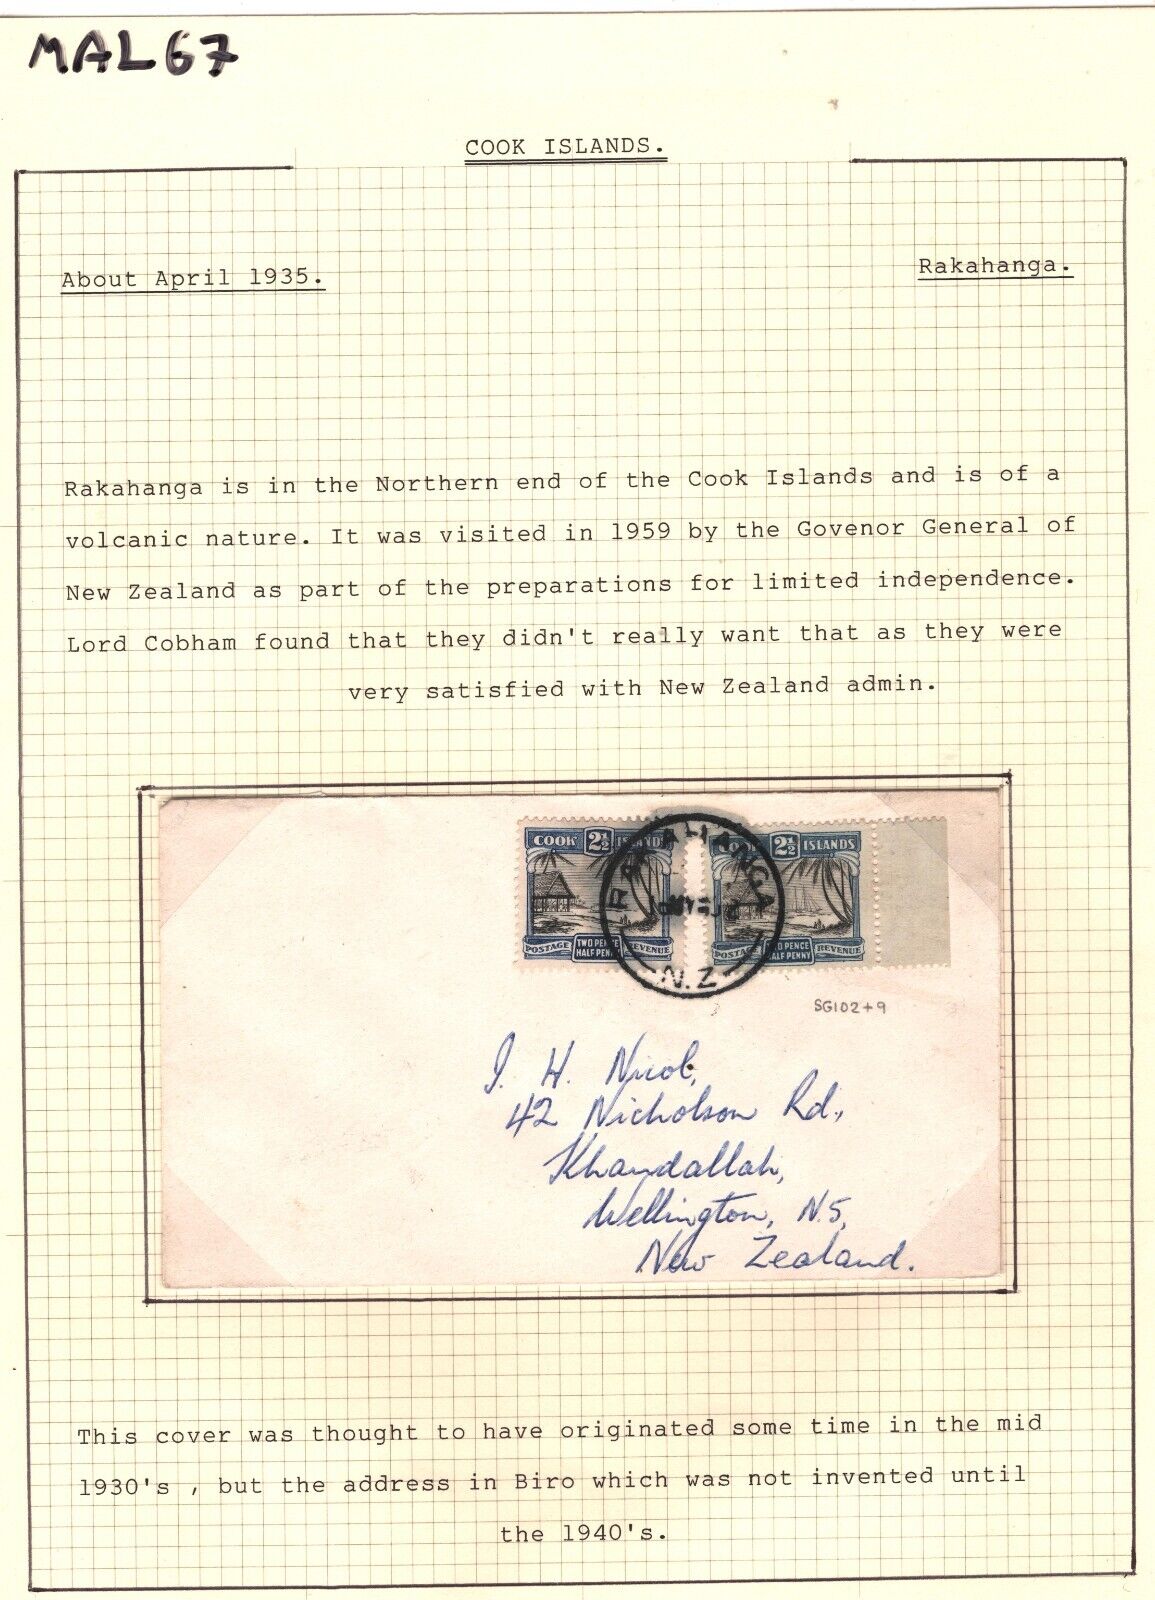 MAL67
COOK ISLANDS.
About April 1935.
Rakahanga.
Rakahanga is in the Northern end of the Cook Islands and is of a
volcanic nature. It was visited in 1959 by the Govenor General of
New Zealand as part of the preparations for limited independence.
Lord Cobham found that they didn't really want that as they were
very satisfied with New Zealand admin.
COOK 2½ ISLANDS
POSTAGE TWO PENCE HALF PENNY REVENUE
COOK 2½ ISLANDS
POSTAGE TWO PENCE HALF PENNY REVENUE
RAKAHANGA
N.Z
SG102+9
I. H. Nicol,
42 Nicholson Rd.,
Khandallah,
Wellington, N.5,
New Zealand.
This cover was thought to have originated some time in the mid
1930's , but the address in Biro which was not invented until
the 1940's.